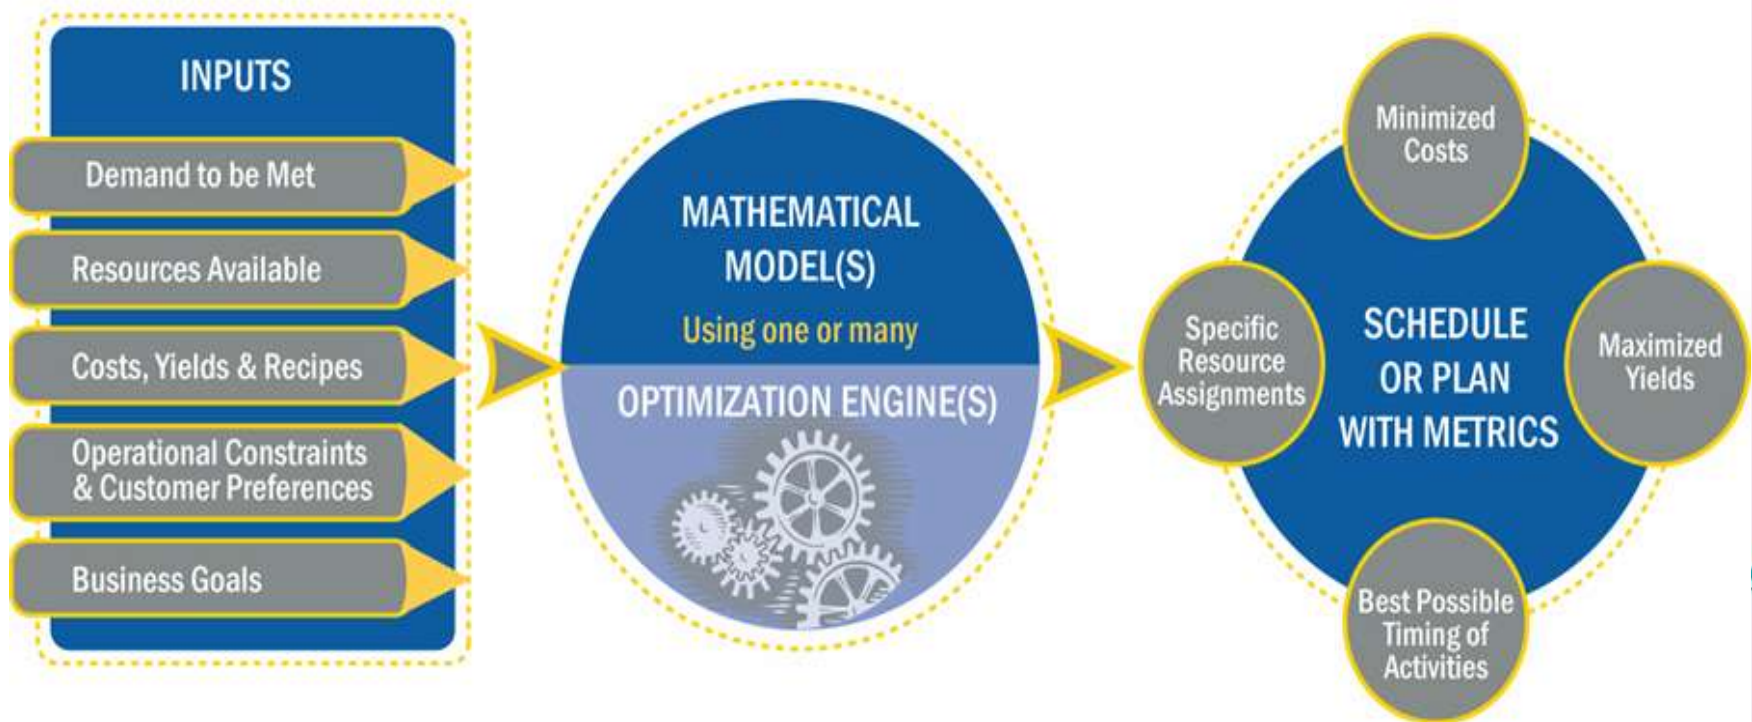 INPUTS
Demand to be Met
Resources Available
Costs, Yields & Recipes
Operational Constraints
& Customer Preferences
Business Goals
MATHEMATICAL
MODEL(S)
Using one or many
OPTIMIZATION ENGINE(S)
Minimized
Costs
Specific
Resource
Assignments
SCHEDULE
OR PLAN
WITH METRICS
Maximized
Yields
Best Possible
Timing of
Activities